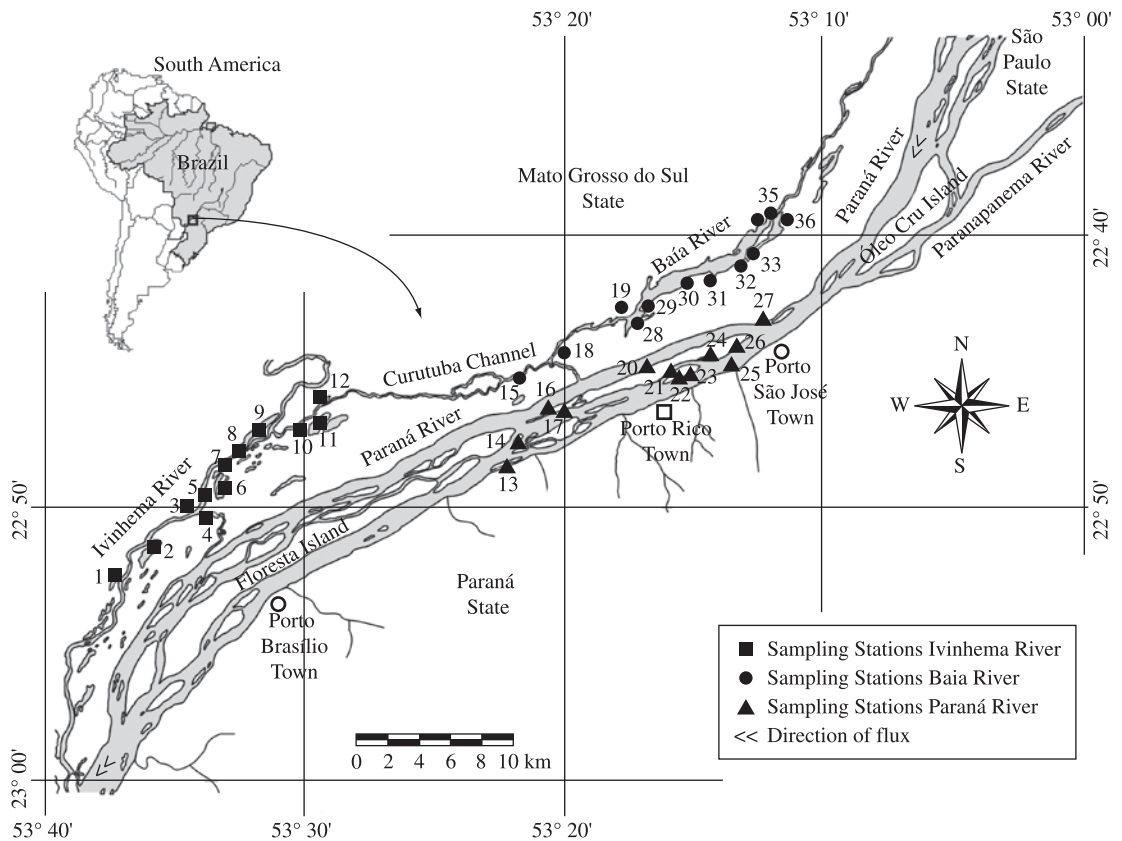 53° 20'
53° 10'
53° 00'
South America
São
Paulo
State
Brazil
Mato Grosso do Sul
State
Paraná River
Óleo Cru Island
Paranapanema River
Baía River
35
36
22° 40'
33
32
31
30
19
29
28
27
18
24
26
Curutuba Channel
20
21
22
23
25
Porto
São José
Town
12
15
16
17
9
10
11
Paraná River
Porto Rico
Town
N
W
E
S
8
7
14
13
5
6
3
4
22° 50'
22° 50'
Ivinhema River
2
1
Floresta Island
Paraná
State
Porto
Brasílio
Town
Sampling Stations Ivinhema River
Sampling Stations Baia River
Sampling Stations Paraná River
<< Direction of flux
<<
<<
0 2 4 6 8 10 km
23° 00'
53° 40'
53° 30'
53° 20'